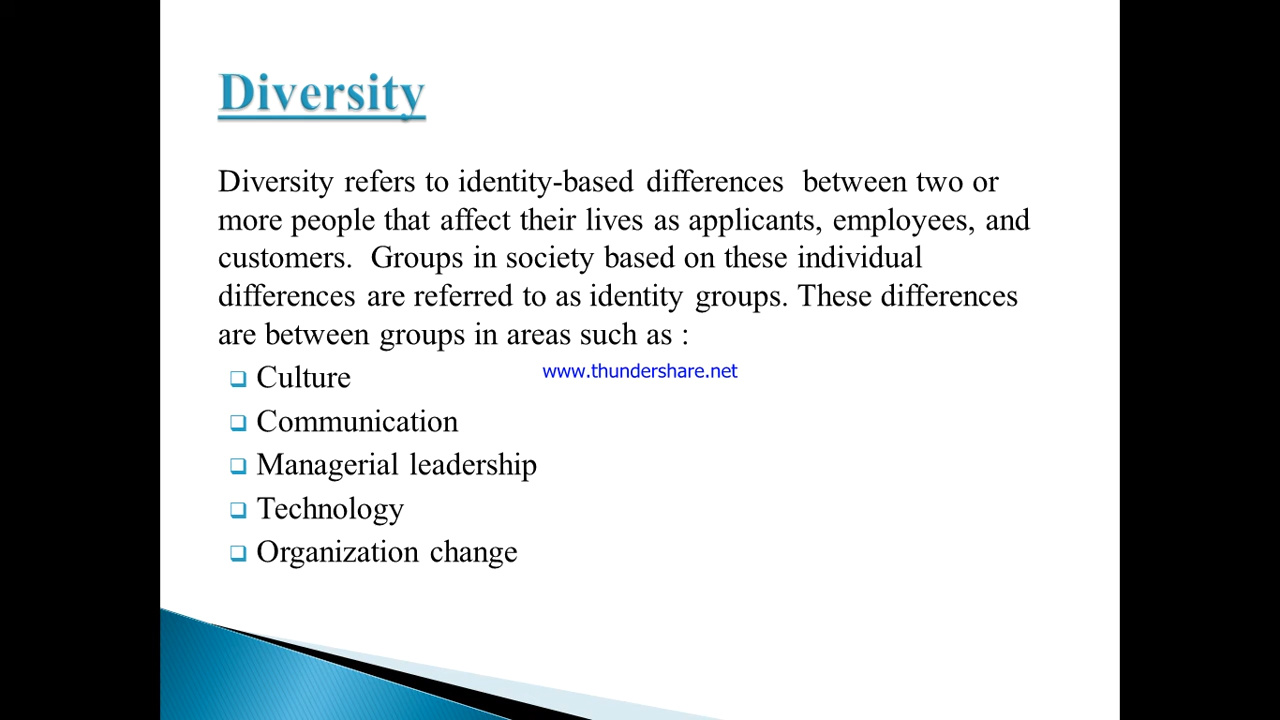 Diversity
Diversity refers to identity-based differences  between two or
more people that affect their lives as applicants, employees, and
customers.  Groups in society based on these individual
differences are referred to as identity groups. These differences
are between groups in areas such as :
❑ Culture
www.thundershare.net
❑ Communication
❑ Managerial leadership
❑ Technology
❑ Organization change